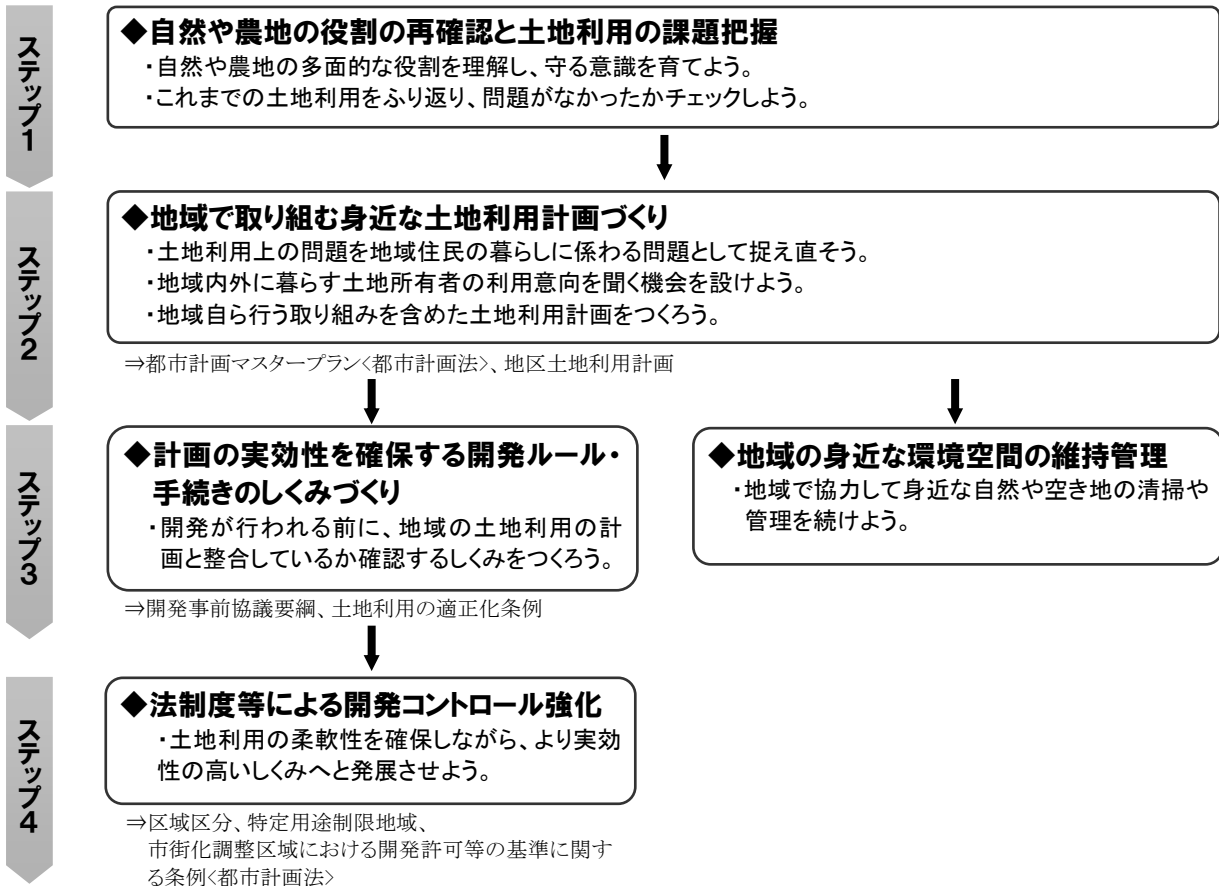 ステップ1
◆自然や農地の役割の再確認と土地利用の課題把握
・自然や農地の多面的な役割を理解し、守る意識を育てよう。
・これまでの土地利用をふり返り、問題がなかったかチェックしよう。
ステップ2
◆地域で取り組む身近な土地利用計画づくり
・土地利用上の問題を地域住民の暮らしに係わる問題として捉え直そう。
・地域内外に暮らす土地所有者の利用意向を聞く機会を設けよう。
・地域自ら行う取り組みを含めた土地利用計画をつくろう。
⇒都市計画マスタープラン<都市計画法>、地区土地利用計画
ステップ3
◆計画の実効性を確保する開発ルール・
手続きのしくみづくり
・開発が行われる前に、地域の土地利用の計
画と整合しているか確認するしくみをつくろう。
⇒開発事前協議要綱、土地利用の適正化条例
◆地域の身近な環境空間の維持管理
・地域で協力して身近な自然や空き地の清掃や
管理を続けよう。
ステップ4
◆法制度等による開発コントロール強化
・土地利用の柔軟性を確保しながら、より実効
性の高いしくみへと発展させよう。
⇒区域区分、特定用途制限地域、
市街化調整区域における開発許可等の基準に関す
る条例<都市計画法>